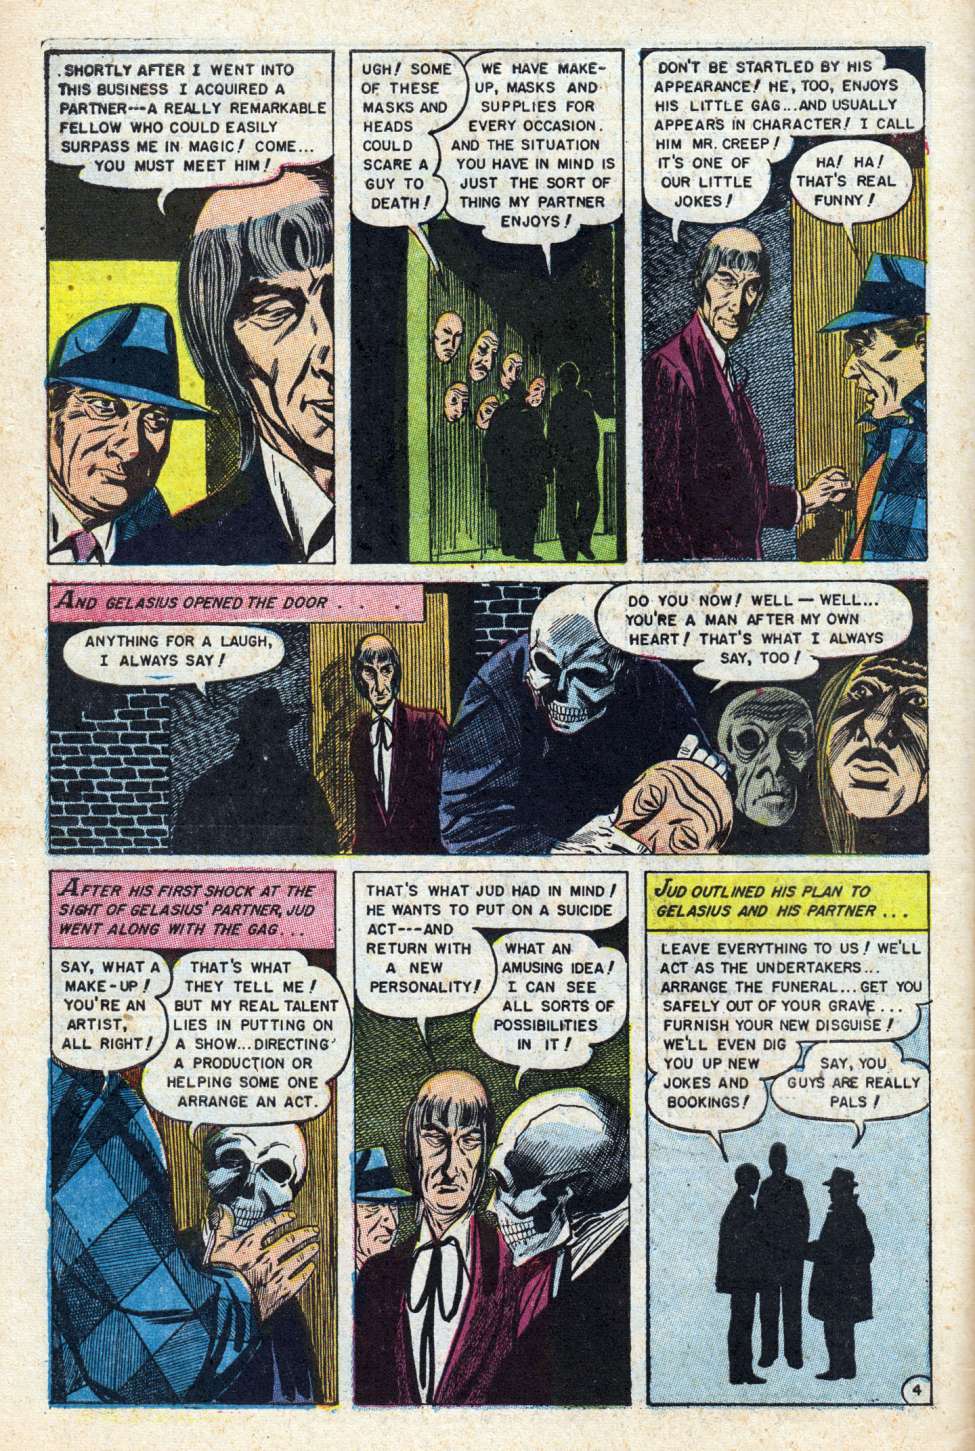 SHORTLY AFTER I WENT INTO
THIS BUSINESS I ACQUIRED A
PARTNER---A REALLY REMARKABLE
FELLOW WHO COULD EASILY
SURPASS ME IN MAGIC! COME...
YOU MUST MEET HIM!
UGH! SOME
OF THESE
MASKS AND
HEADS
COULD
SCARE A
GUY TO
DEATH!
WE HAVE MAKE-
UP, MASKS AND
SUPPLIES FOR
EVERY OCCASION.
AND THE SITUATION
YOU HAVE IN MIND IS
JUST THE SORT OF
THING MY PARTNER
ENJOYS!
DON'T BE STARTLED BY HIS
APPEARANCE! HE, TOO, ENJOYS
HIS LITTLE GAG...AND USUALLY
APPEARS IN CHARACTER! I CALL
HIM MR. CREEP!
IT'S ONE OF
OUR LITTLE
JOKES!
HA! HA!
THAT'S REAL
FUNNY!
AND GELASIUS OPENED THE DOOR . . . .
ANYTHING FOR A LAUGH,
I ALWAYS SAY!
DO YOU NOW! WELL — WELL...
YOU'RE A MAN AFTER MY OWN
HEART! THAT'S WHAT I ALWAYS
SAY, TOO!
AFTER HIS FIRST SHOCK AT THE
SIGHT OF GELASIUS' PARTNER, JUD
WENT ALONG WITH THE GAG...
SAY, WHAT A
MAKE-UP!
YOU'RE AN
ARTIST,
ALL RIGHT!
THAT'S WHAT
THEY TELL ME!
BUT MY REAL TALENT
LIES IN PUTTING ON
A SHOW...DIRECTING
A PRODUCTION OR
HELPING SOME ONE
ARRANGE AN ACT.
THAT'S WHAT JUD HAD IN MIND!
HE WANTS TO PUT ON A SUICIDE
ACT---AND
RETURN WITH
A NEW
PERSONALITY!
WHAT AN
AMUSING IDEA!
I CAN SEE
ALL SORTS OF
POSSIBILITIES
IN IT!
JUD OUTLINED HIS PLAN TO
GELASIUS AND HIS PARTNER...
LEAVE EVERYTHING TO US! WE'LL
ACT AS THE UNDERTAKERS...
ARRANGE THE FUNERAL...GET YOU
SAFELY OUT OF YOUR GRAVE...
FURNISH YOUR NEW DISGUISE!
WE'LL EVEN DIG
YOU UP NEW
JOKES AND
BOOKINGS!
SAY, YOU
GUYS ARE REALLY
PALS!
4